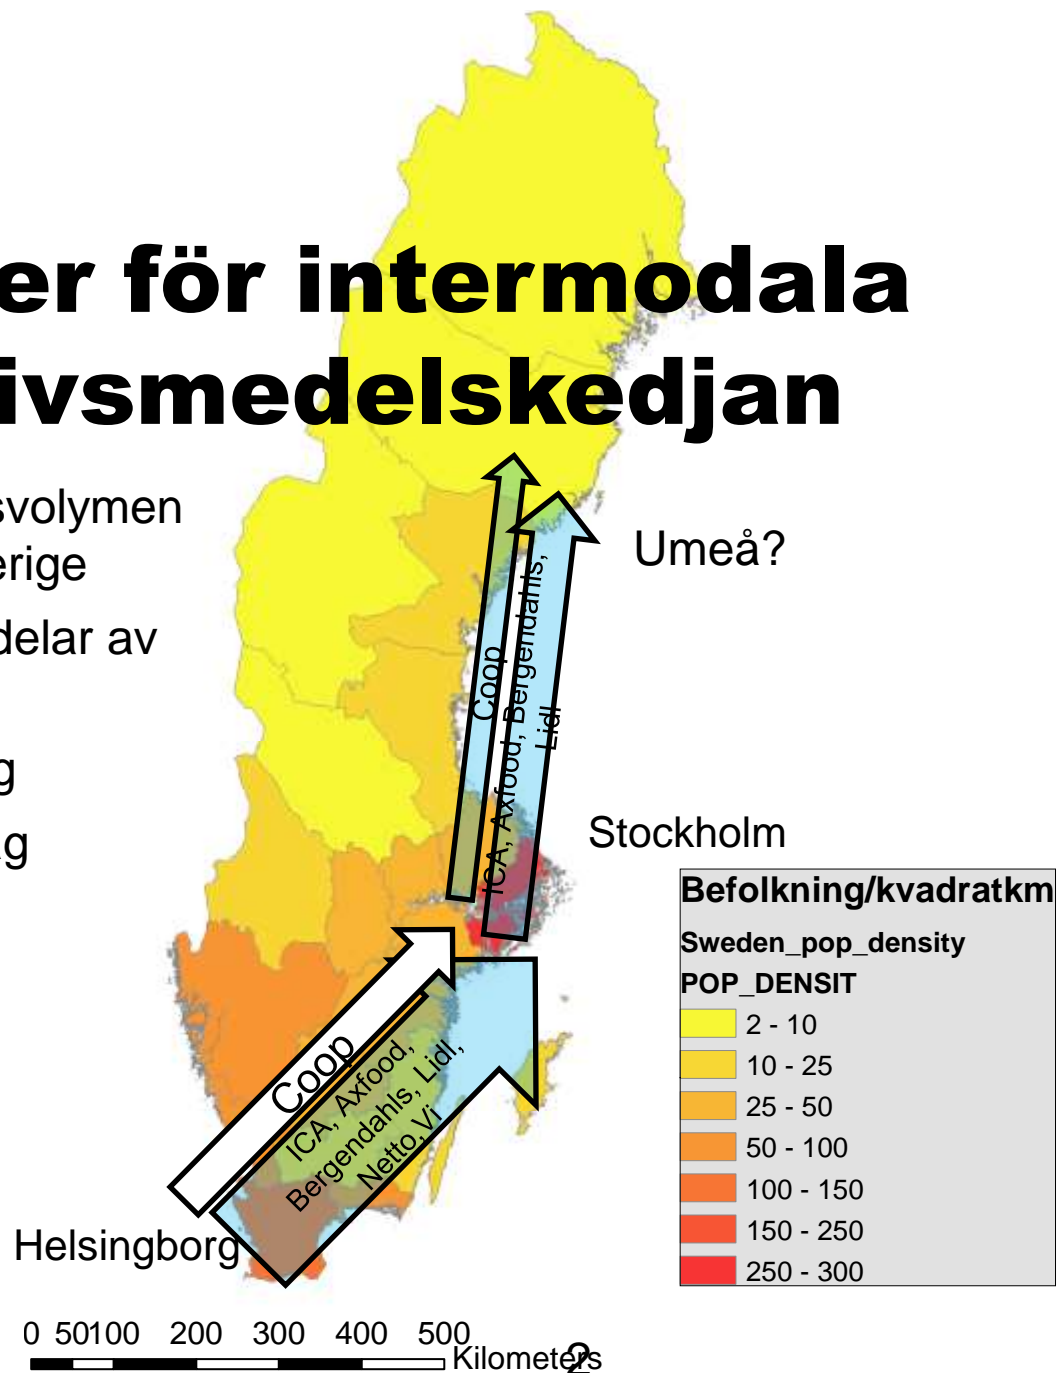 er för intermodala
ivsmedelskedjan
svolymen
erige
delar av
g
g
Umeå?
Coop
ICA, Axfood, Bergendahls,
Lidl
Stockholm
Befolkning/kvadratkm
Sweden_pop_density
POP_DENSIT
2 - 10
10 - 25
25 - 50
50 - 100
100 - 150
150 - 250
250 - 300
Coop
ICA, Axfood,
Bergendahls, Lidl,
Netto,Vi
Helsingborg
0 50100 200 300 400 500
Kilometers
2